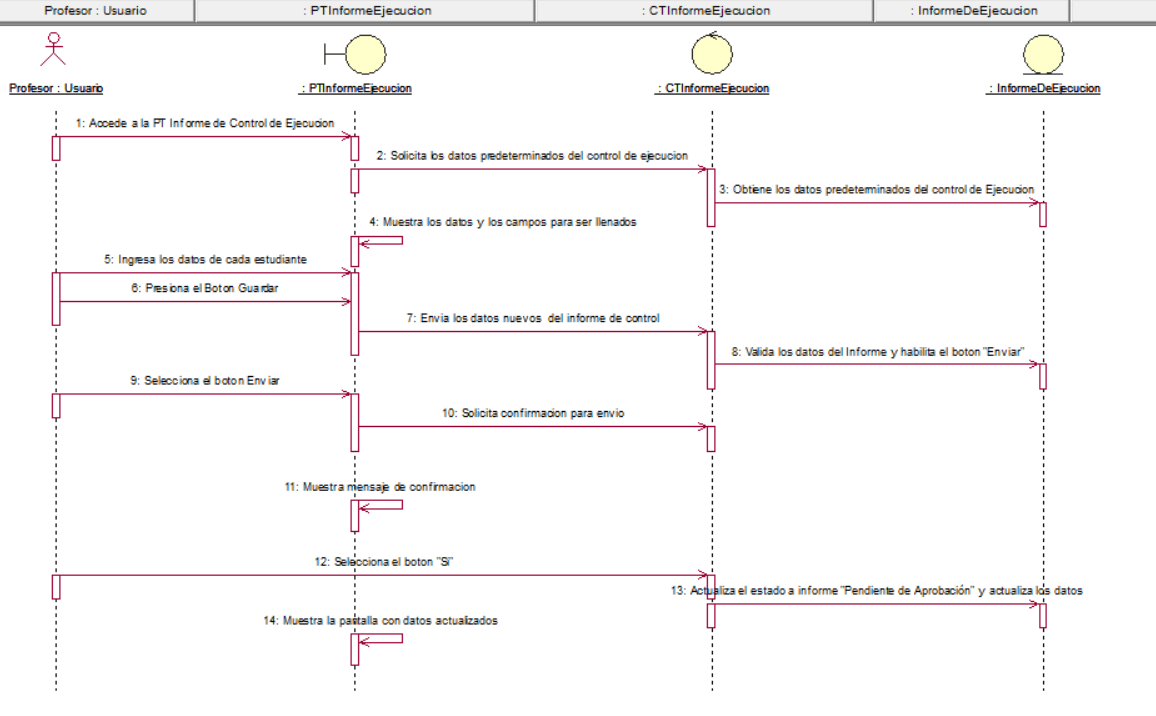 Profesor : Usuario
: PTInformeEjecucion
: CTInformeEjecucion
: InformeDeEjecucion
Profesor : Usuario
: PTInformeEjecucion
: CTInformeEjecucion
: InformeDeEjecucion
1: Accede a la PT Informe de Control de Ejecucion
2: Solicita los datos predeterminados del control de ejecucion
3: Obtiene los datos predeterminados del control de Ejecucion
4: Muestra los datos y los campos para ser llenados
5: Ingresa los datos de cada estudiante
6: Presiona el Boton Guardar
7: Envia los datos nuevos del informe de control
8: Valida los datos del Informe y habilita el boton "Enviar"
9: Selecciona el boton Enviar
10: Solicita confirmacion para envio
11: Muestra mensaje de confirmacion
12: Selecciona el boton "Si"
13: Actualiza el estado a informe "Pendiente de Aprobación" y actualiza los datos
14: Muestra la pantalla con datos actualizados